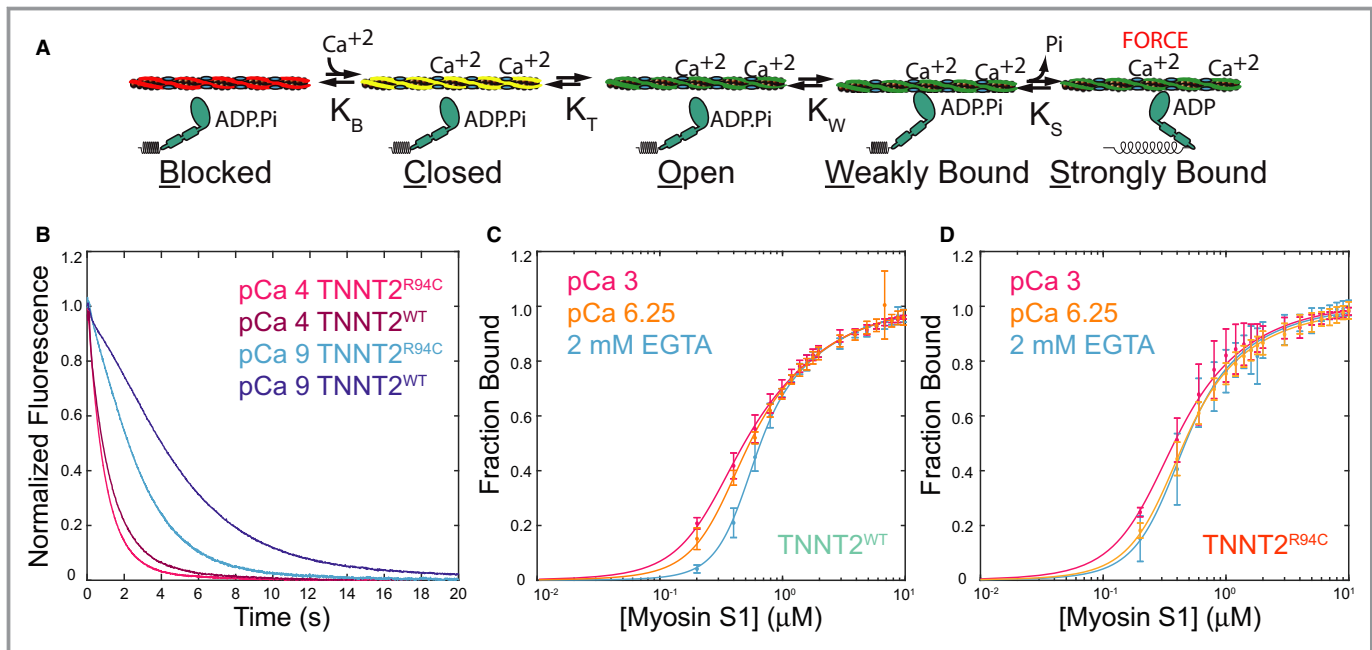 A
Ca+2
Ca+2 Ca+2
Ca+2 Ca+2
Ca+2 Ca+2
Pi
FORCE
Ca+2 Ca+2
ADP.Pi
ADP.Pi
ADP.Pi
ADP.Pi
ADP
KB
KT
KW
KS
Blocked
Closed
Open
Weakly Bound
Strongly Bound
B
Normalized Fluorescence
1.2
1.0
0.8
0.6
0.4
0.2
0
pCa 4 TNNT2R94C
pCa 4 TNNT2WT
pCa 9 TNNT2R94C
pCa 9 TNNT2WT
0 2 4 6 8 10 12 14 16 18 20
Time (s)
C
Fraction Bound
1.2
1.0
0.8
0.6
0.4
0.2
0
pCa 3
pCa 6.25
2 mM EGTA
TNNT2WT
10-2 10-1 100 101
[Myosin S1] (μM)
D
Fraction Bound
1.2
1.0
0.8
0.6
0.4
0.2
0
pCa 3
pCa 6.25
2 mM EGTA
TNNT2R94C
10-2 10-1 100 101
[Myosin S1] (μM)